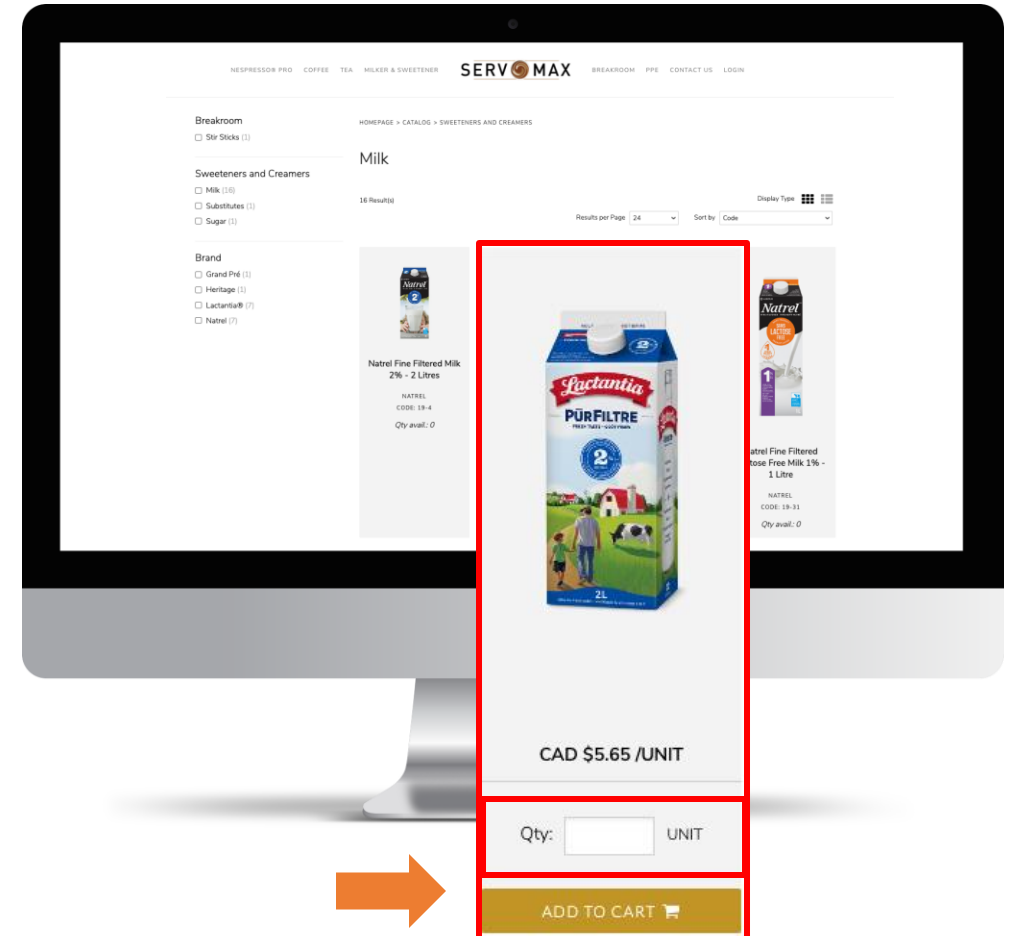 NESPRESSO® PRO COFFEE TEA MILKER & SWEETENER SERV MAX BREAKROOM PPE CONTACT US LOGIN
HOMEPAGE > CATALOG > SWEETENERS AND CREAMERS
Breakroom
Stir Sticks (1)
Sweeteners and Creamers
Milk (16)
Substitutes (1)
Sugar (1)
Brand
Grand Pré (1)
Heritage (1)
Lactantia® (7)
Natrel (7)
Milk
16 Result(s)
Display Type
Results per Page 24 Sort by Code
Natrel
2
Natrel Fine Filtered Milk
2% - 2 Litres
NATREL
CODE: 19-4
Qty avail.: 0
2
Lactantia
PŪRFILTRE
2
2L
CAD $5.65 /UNIT
Qty: UNIT
ADD TO CART
Natrel
LACTOSE
1
atrel Fine Filtered
tose Free Milk 1% -
1 Litre
NATREL
CODE: 19-31
Qty avail.: 0